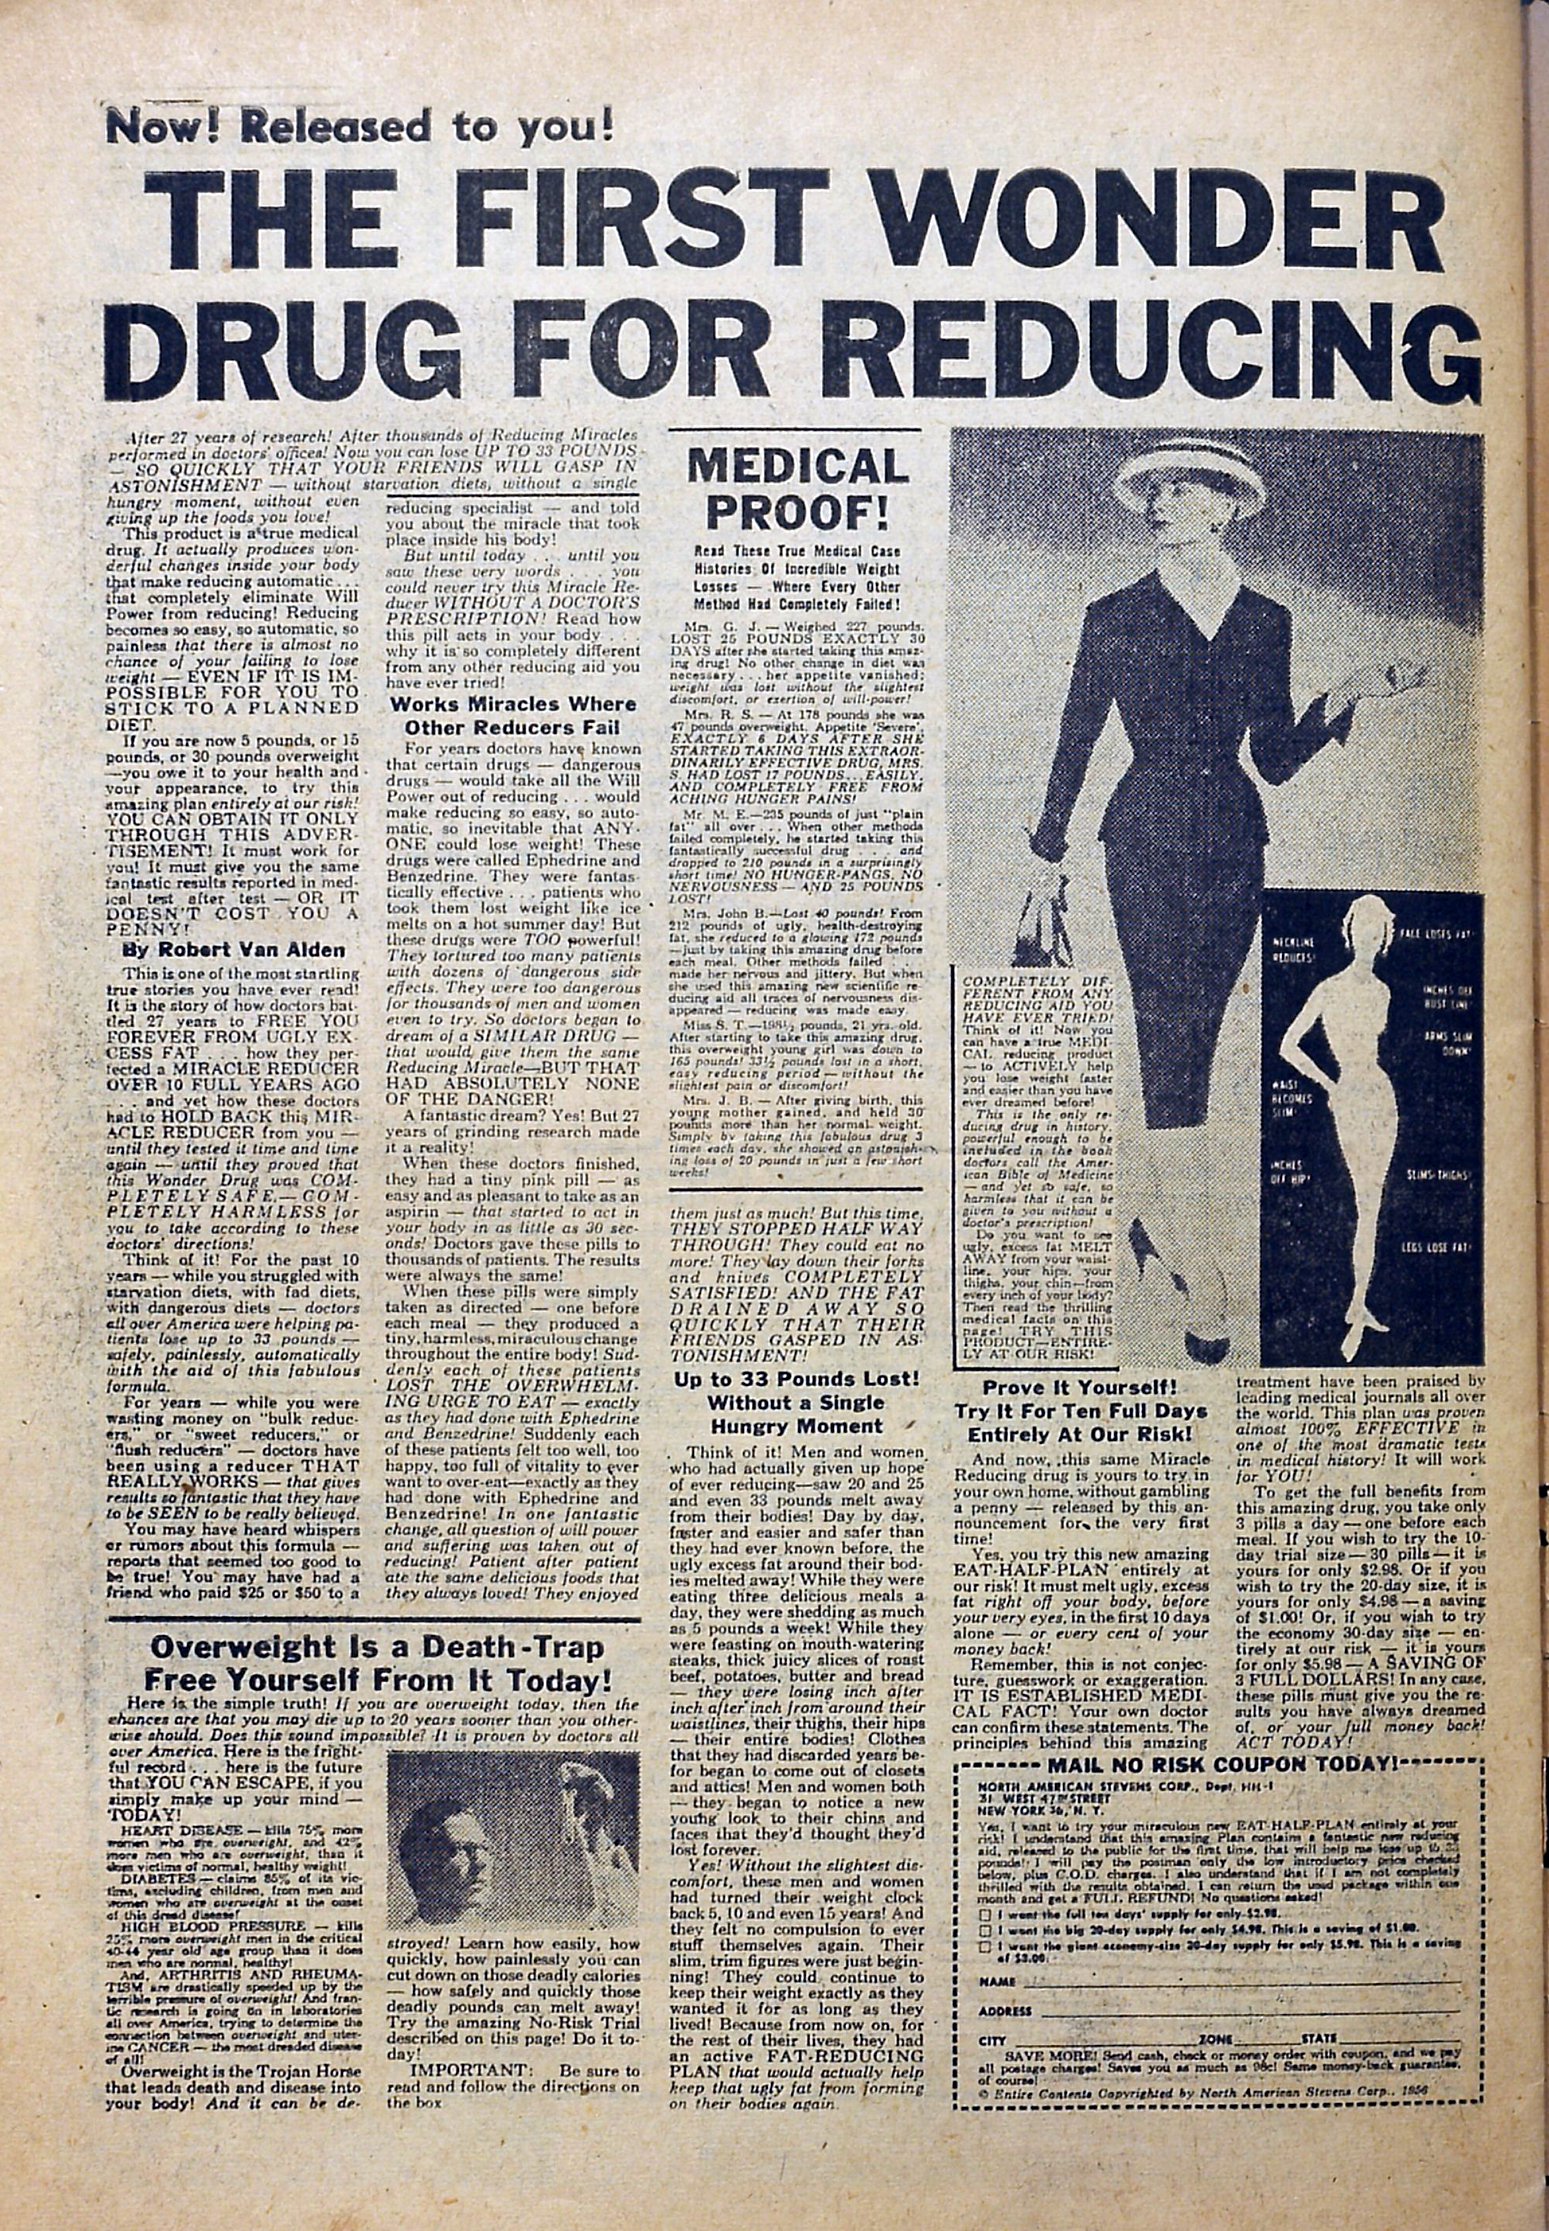 Now! Released to you!
THE FIRST WONDER
DRUG FOR REDUCING
After 27 years of research! After thousands of Reducing Miracles
performed in doctors' offices! Now you can lose UP TO 33 POUNDS
— SO QUICKLY THAT YOUR FRIENDS WILL GASP IN
ASTONISHMENT — without starvation diets, without a single
hungry moment, without even
giving up the foods you love!
This product is a true medical
drug. It actually produces won-
derful changes inside your body
that make reducing automatic . . .
that completely eliminate Will
Power from reducing! Reducing
becomes so easy, so automatic, so
painless that there is almost no
chance of your failing to lose
weight — EVEN IF IT IS IM-
POSSIBLE FOR YOU TO
STICK TO A PLANNED
DIET.
If you are now 5 pounds, or 15
pounds, or 30 pounds overweight
—you owe it to your health and
your appearance, to try this
amazing plan entirely at our risk!
YOU CAN OBTAIN IT ONLY
THROUGH THIS ADVER-
TISEMENT! It must work for
you! It must give you the same
fantastic results reported in med-
ical test after test — OR IT
DOESN'T COST YOU A
PENNY!
By Robert Van Alden
This is one of the most startling
true stories you have ever read!
It is the story of how doctors bat-
tled 27 years to FREE YOU
FOREVER FROM UGLY EX-
CESS FAT . . . how they per-
fected a MIRACLE REDUCER
OVER 10 FULL YEARS AGO
. . . and yet how these doctors
had to HOLD BACK this MIR-
ACLE REDUCER from you —
until they tested it time and time
again — until they proved that
this Wonder Drug was COM-
PLETELY SAFE — COM-
PLETELY HARMLESS for
you to take according to these
doctors' directions!
Think of it! For the past 10
years — while you struggled with
starvation diets, with fad diets,
with dangerous diets — doctors
all over America were helping pa-
tients lose up to 33 pounds —
safely, painlessly, automatically
with the aid of this fabulous
formula.
For years — while you were
wasting money on "bulk reduc-
ers," or "sweet reducers," or
"flush reducers" — doctors have
been using a reducer THAT
REALLY WORKS — that gives
results so fantastic that they have
to be SEEN to be really believed.
You may have heard whispers
or rumors about this formula —
reports that seemed too good to
be true! You may have had a
friend who paid $25 or $50 to a
reducing specialist — and told
you about the miracle that took
place inside his body!
But until today . . . until you
saw these very words . . . you
could never try this Miracle Re-
ducer WITHOUT A DOCTOR'S
PRESCRIPTION! Read how
this pill acts in your body . . .
why it is so completely different
from any other reducing aid you
have ever tried!
Works Miracles Where
Other Reducers Fail
For years doctors have known
that certain drugs — dangerous
drugs — would take all the Will
Power out of reducing . . . would
make reducing so easy, so auto-
matic, so inevitable that ANY-
ONE could lose weight! These
drugs were called Ephedrine and
Benzedrine. They were fantas-
tically effective . . . patients who
took them lost weight like ice
melts on a hot summer day! But
these drugs were TOO powerful!
They tortured too many patients
with dozens of dangerous side
effects. They were too dangerous
for thousands of men and women
even to try. So doctors began to
dream of a SIMILAR DRUG —
that would give them the same
Reducing Miracle—BUT THAT
HAD ABSOLUTELY NONE
OF THE DANGER!
A fantastic dream? Yes! But 27
years of grinding research made
it a reality!
When these doctors finished,
they had a tiny pink pill — as
easy and as pleasant to take as an
aspirin — that started to act in
your body in as little as 30 sec-
onds! Doctors gave these pills to
thousands of patients. The results
were always the same!
When these pills were simply
taken as directed — one before
each meal — they produced a
tiny, harmless, miraculous change
throughout the entire body! Sud-
denly each of these patients
LOST THE OVERWHELM-
ING URGE TO EAT — exactly
as they had done with Ephedrine
and Benzedrine! Suddenly each
of these patients felt too well, too
happy, too full of vitality to ever
want to over-eat—exactly as they
had done with Ephedrine and
Benzedrine! In one fantastic
change, all question of will power
and suffering was taken out of
reducing! Patient after patient
ate the same delicious foods that
they always loved! They enjoyed
MEDICAL
PROOF!
Read These True Medical Case
Histories Of Incredible Weight
Losses — Where Every Other
Method Had Completely Failed!
Mrs. G. J. — Weighed 227 pounds.
LOST 25 POUNDS EXACTLY 30
DAYS after she started taking this amaz-
ing drug! No other change in diet was
necessary . . . her appetite vanished;
weight was lost without the slightest
discomfort, or exertion of will-power!
Mrs. R. S. — At 178 pounds she was
47 pounds overweight. Appetite 'Severe'.
EXACTLY 6 DAYS AFTER SHE
STARTED TAKING THIS EXTRAOR-
DINARILY EFFECTIVE DRUG, MRS.
S. HAD LOST 17 POUNDS...EASILY,
AND COMPLETELY FREE FROM
ACHING HUNGER PAINS!
Mr. M. E.—235 pounds of just "plain
fat" all over . . . When other methods
failed completely, he started taking this
fantastically successful drug . . . and
dropped to 210 pounds in a surprisingly
short time! NO HUNGER-PANGS, NO
NERVOUSNESS — AND 25 POUNDS
LOST!
Mrs. John B.—Lost 40 pounds! From
212 pounds of ugly, health-destroying
fat, she reduced to a glowing 172 pounds
—just by taking this amazing drug before
each meal. Other methods failed . .
made her nervous and jittery. But when
she used this amazing new scientific re-
ducing aid all traces of nervousness dis-
appeared — reducing was made easy.
Miss S. T.—198½ pounds, 21 yrs. old.
After starting to take this amazing drug,
this overweight young girl was down to
165 pounds! 33½ pounds lost in a short,
easy reducing period — without the
slightest pain or discomfort!
Mrs. J. B. — After giving birth, this
young mother gained, and held 30
pounds more than her normal weight.
Simply by taking this fabulous drug 3
times each day, she showed an astonish-
ing loss of 20 pounds in just a few short
weeks!
them just as much! But this time,
THEY STOPPED HALF WAY
THROUGH! They could eat no
more! They lay down their forks
and knives COMPLETELY
SATISFIED! AND THE FAT
DRAINED AWAY SO
QUICKLY THAT THEIR
FRIENDS GASPED IN AS-
TONISHMENT!
Up to 33 Pounds Lost!
Without a Single
Hungry Moment
Think of it! Men and women
who had actually given up hope
of ever reducing—saw 20 and 25
and even 33 pounds melt away
from their bodies! Day by day,
faster and easier and safer than
they had ever known before, the
ugly excess fat around their bod-
ies melted away! While they were
eating three delicious meals a
day, they were shedding as much
as 5 pounds a week! While they
were feasting on mouth-watering
steaks, thick juicy slices of roast
beef, potatoes, butter and bread
— they were losing inch after
inch after inch from around their
waistlines, their thighs, their hips
— their entire bodies! Clothes
that they had discarded years be-
for began to come out of closets
and attics! Men and women both
— they began to notice a new
young look to their chins and
faces that they'd thought they'd
lost forever.
Yes! Without the slightest dis-
comfort, these men and women
had turned their weight clock
back 5, 10 and even 15 years! And
they felt no compulsion to ever
stuff themselves again. Their
slim, trim figures were just begin-
ning! They could continue to
keep their weight exactly as they
wanted it for as long as they
lived! Because from now on, for
the rest of their lives, they had
an active FAT-REDUCING
PLAN that would actually help
keep that ugly fat from forming
on their bodies again.
COMPLETELY DIF-
FERENT FROM ANY
REDUCING AID YOU
HAVE EVER TRIED!
Think of it! Now you
can have a true MEDI-
CAL reducing product
— to ACTIVELY help
you lose weight faster
and easier than you have
ever dreamed before!
This is the only re-
ducing drug in history,
powerful enough to be
included in the book
doctors call the Amer-
ican Bible of Medicine
— and yet so safe, so
harmless that it can be
given to you without a
doctor's prescription!
Do you want to see
ugly, excess fat MELT
AWAY from your waist-
line, your hips, your
thighs, your chin—from
every inch of your body?
Then read the thrilling
medical facts on this
page! TRY THIS
PRODUCT—ENTIRE-
LY AT OUR RISK!
NECKLINE
REDUCES
FACE LOSES FAT
INCHES OFF
BUST LINE
ARMS SLIM
DOWN
WAIST
BECOMES
SLIM
INCHES
OFF HIP
SLIMS THIGHS
LEGS LOSE FAT
Prove It Yourself!
Try It For Ten Full Days
Entirely At Our Risk!
And now, this same Miracle
Reducing drug is yours to try in
your own home, without gambling
a penny — released by this an-
nouncement for the very first
time!
Yes, you try this new amazing
EAT-HALF-PLAN entirely at
our risk! It must melt ugly, excess
fat right off your body, before
your very eyes, in the first 10 days
alone — or every cent of your
money back!
Remember, this is not conjec-
ture, guesswork or exaggeration.
IT IS ESTABLISHED MEDI-
CAL FACT! Your own doctor
can confirm these statements. The
principles behind this amazing
treatment have been praised by
leading medical journals all over
the world. This plan was proven
almost 100% EFFECTIVE in
one of the most dramatic tests
in medical history! It will work
for YOU!
To get the full benefits from
this amazing drug, you take only
3 pills a day — one before each
meal. If you wish to try the 10-
day trial size — 30 pills — it is
yours for only $2.98. Or if you
wish to try the 20-day size, it is
yours for only $4.98 — a saving
of $1.00! Or, if you wish to try
the economy 30-day size — en-
tirely at our risk — it is yours
for only $5.98 — A SAVING OF
3 FULL DOLLARS! In any case,
these pills must give you the re-
sults you have always dreamed
of, or your full money back!
ACT TODAY!
Overweight Is a Death-Trap
Free Yourself From It Today!
Here is the simple truth! If you are overweight today, then the
chances are that you may die up to 20 years sooner than you other-
wise should. Does this sound impossible? It is proven by doctors all
over America. Here is the fright-
ful record . . . here is the future
that YOU CAN ESCAPE, if you
simply make up your mind —
TODAY!
HEART DISEASE — kills 75% more
women who are overweight, and 42%
more men who are overweight, than it
does victims of normal, healthy weight!
DIABETES — claims 85% of its vic-
tims, excluding children, from men and
women who are overweight at the onset
of this dread disease!
HIGH BLOOD PRESSURE — kills
25% more overweight men in the critical
40-44 year old age group than it does
men who are normal, healthy!
And, ARTHRITIS AND RHEUMA-
TISM are drastically speeded up by the
terrible pressure of overweight! And fran-
tic research is going on in laboratories
all over America, trying to determine the
connection between overweight and uter-
ine CANCER — the most dreaded disease
of all!
Overweight is the Trojan Horse
that leads death and disease into
your body! And it can be de-
stroyed! Learn how easily, how
quickly, how painlessly you can
cut down on those deadly calories
— how safely and quickly those
deadly pounds can melt away!
Try the amazing No-Risk Trial
described on this page! Do it to-
day!
IMPORTANT: Be sure to
read and follow the directions on
the box
MAIL NO RISK COUPON TODAY!
NORTH AMERICAN STEVENS CORP., Dept. HH-1
31 WEST 47TH STREET
NEW YORK 36, N. Y.
Yes, I want to try your miraculous new EAT-HALF-PLAN entirely at your
risk! I understand that this amazing Plan contains a fantastic new reducing
aid, released to the public for the first time, that will help me lose up to 33
pounds! I will pay the postman only the low introductory price checked
below, plus C.O.D. charges. I also understand that if I am not completely
thrilled with the results obtained, I can return the used package within one
month and get a FULL REFUND! No questions asked!
I want the full ten days' supply for only $2.98.
I want the big 20-day supply for only $4.98. This is a saving of $1.00.
I want the giant economy-size 30-day supply for only $5.98. This is a saving
of $3.00.
NAME
ADDRESS
CITY ZONE STATE
SAVE MORE! Send cash, check or money order with coupon, and we pay
all postage charges! Saves you as much as 98c! Same money-back guarantee,
of course!
© Entire Contents Copyrighted by North American Stevens Corp., 1956